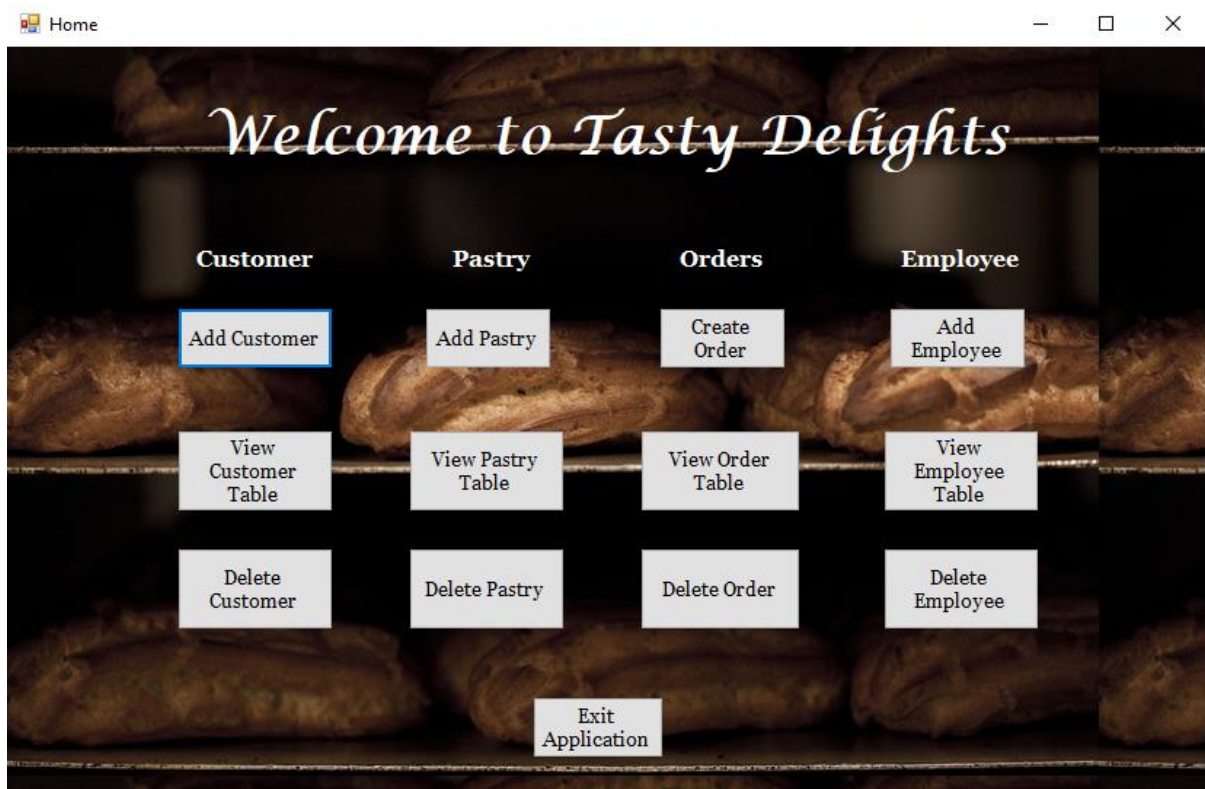 Home
Welcome to Tasty Delights
Customer
Pastry
Orders
Employee
Add Customer
Add Pastry
Create
Order
Add
Employee
View
Customer
Table
View Pastry
Table
View Order
Table
View
Employee
Table
Delete
Customer
Delete Pastry
Delete Order
Delete
Employee
Exit
Application